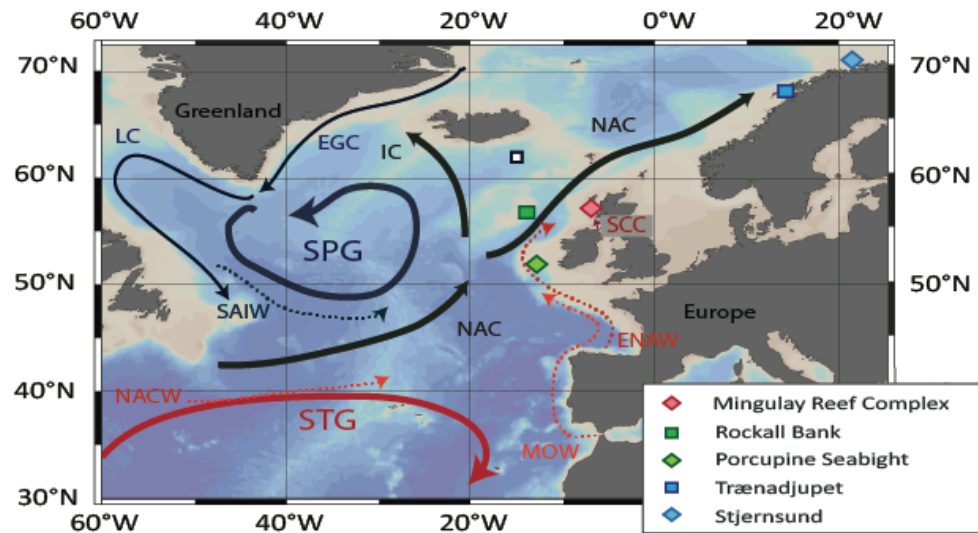 60°W 40°W 20°W 0°W 20°W
70°N 70°N
Greenland
NAC
LC
EGC
IC
60°N 60°N
SCC
SPG
50°N 50°N
SAIW
Europe
NAC
ENAW
40°N
NACW
STG
MOW
30°N
60°W 40°W 20°W
Mingulay Reef Complex
Rockall Bank
Porcupine Seabight
Trænadjupet
Stjernsund